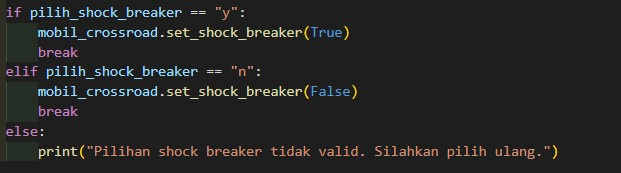 if pilih_shock_breaker == "y":
    mobil_crossroad.set_shock_breaker(True)
    break
elif pilih_shock_breaker == "n":
    mobil_crossroad.set_shock_breaker(False)
    break
else:
    print("Pilihan shock breaker tidak valid. Silahkan pilih ulang.")